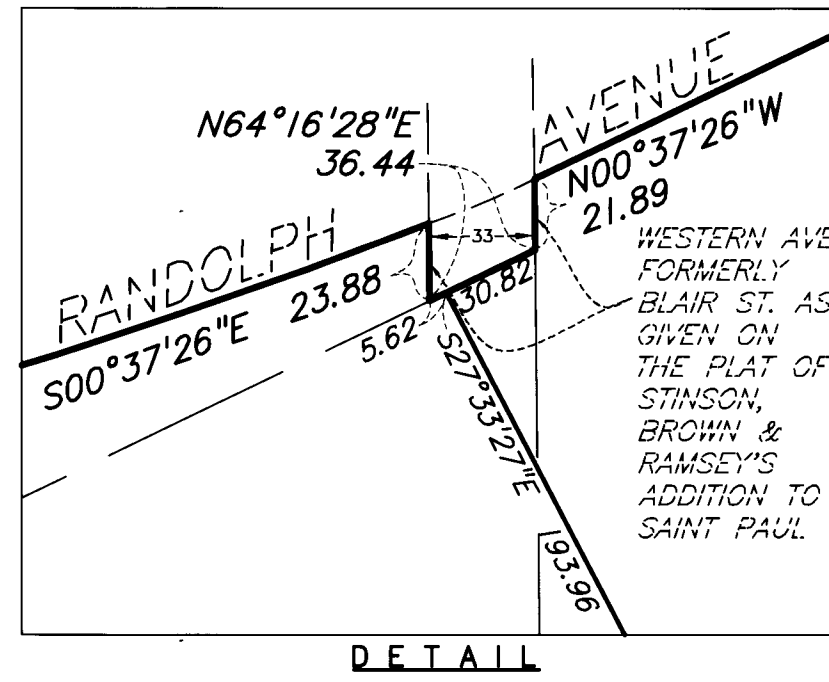 N64°16'28"E
36.44
AVENUE
N00°37'26"W
21.89
33
RANDOLPH
23.88
S00°37'26"E
30.82
5.62
S27°33'27"E
193.96
WESTERN AVE
FORMERLY
BLAIR ST. AS
GIVEN ON
THE PLAT OF
STINSON,
BROWN &
RAMSEY'S
ADDITION TO
SAINT PAUL
DETAIL